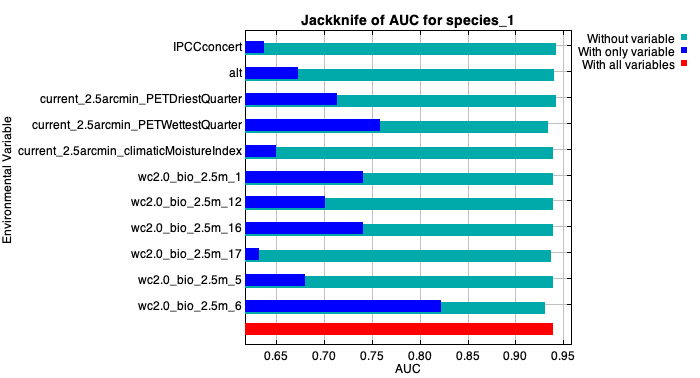 Jackknife of AUC for species_1
Without variable
With only variable
With all variables
Environmental Variable
IPCCconcert
alt
current_2.5arcmin_PETDriestQuarter
current_2.5arcmin_PETWettestQuarter
current_2.5arcmin_climaticMoistureIndex
wc2.0_bio_2.5m_1
wc2.0_bio_2.5m_12
wc2.0_bio_2.5m_16
wc2.0_bio_2.5m_17
wc2.0_bio_2.5m_5
wc2.0_bio_2.5m_6
0.65 0.70 0.75 0.80 0.85 0.90 0.95
AUC